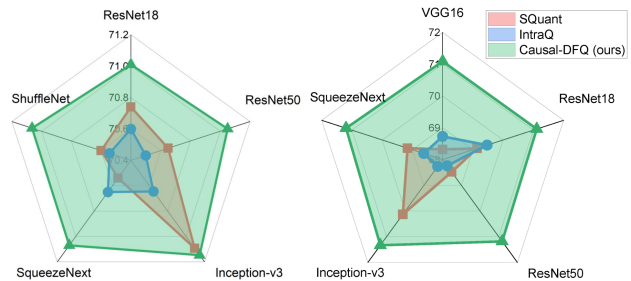 ResNet18
71.2
71.0
70.8
70.6
70.4
ShuffleNet
ResNet50
SqueezeNext
Inception-v3
VGG16
72
71
70
69
SqueezeNext
ResNet18
Inception-v3
ResNet50
SQuant
IntraQ
Causal-DFQ (ours)